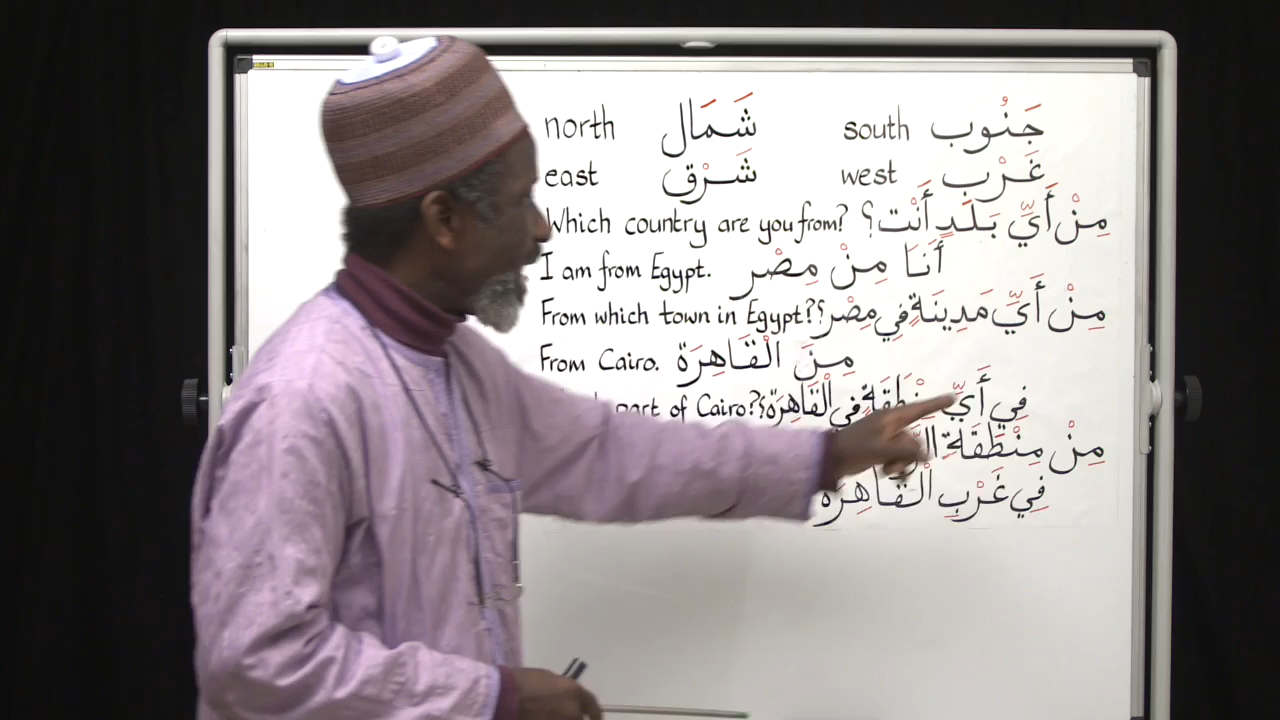 north شَمَال south جَنُوب
east شَرْق west غَرْب
Which country are you from? مِنْ أَيِّ بَلَدٍ أَنْت؟
I am from Egypt. أَنَا مِنْ مِصْر
From which town in Egypt? مِنْ أَيِّ مَدِينَةٍ فِي مِصْر؟
From Cairo. مِنَ الْقَاهِرَة
part of Cairo? فِي أَيِّ مِنْطَقَةٍ فِي الْقَاهِرَة؟
مِنْ مِنْطَقَةِ
فِي غَرْبِ الْقَاهِرَة